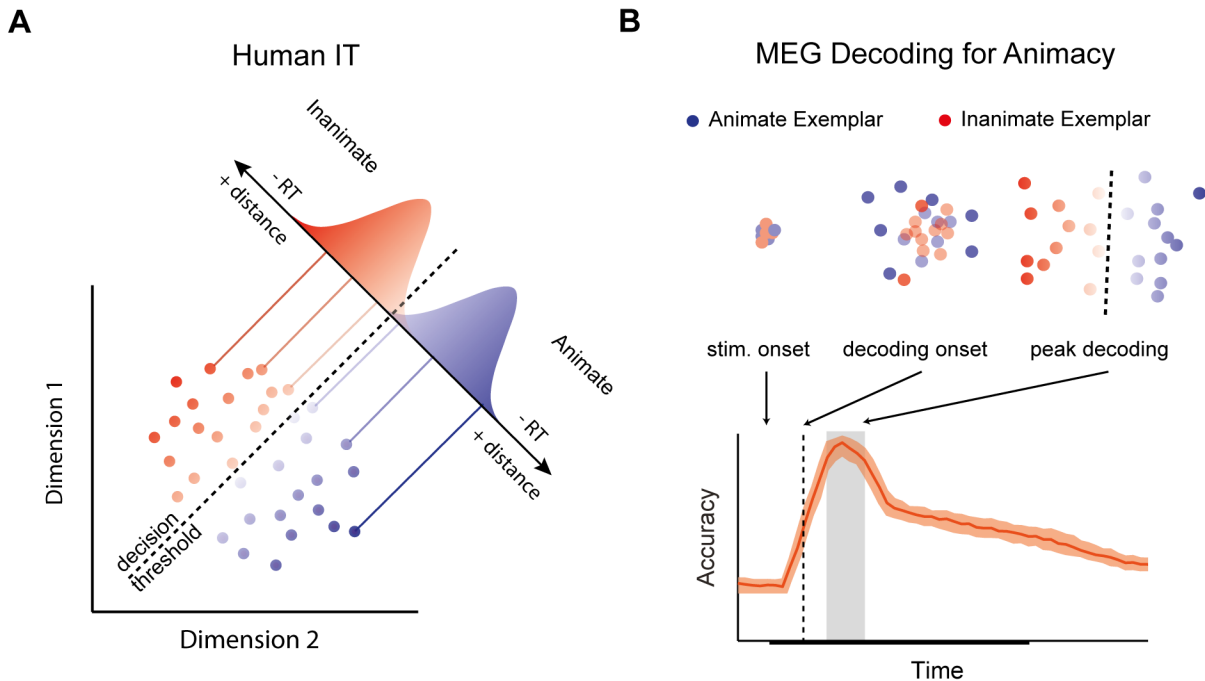 A
Human IT
Inanimate
- RT
+ distance
Animate
- RT
+ distance
decision
threshold
Dimension 1
Dimension 2
B
MEG Decoding for Animacy
Animate Exemplar
Inanimate Exemplar
stim. onset
decoding onset
peak decoding
Accuracy
Time